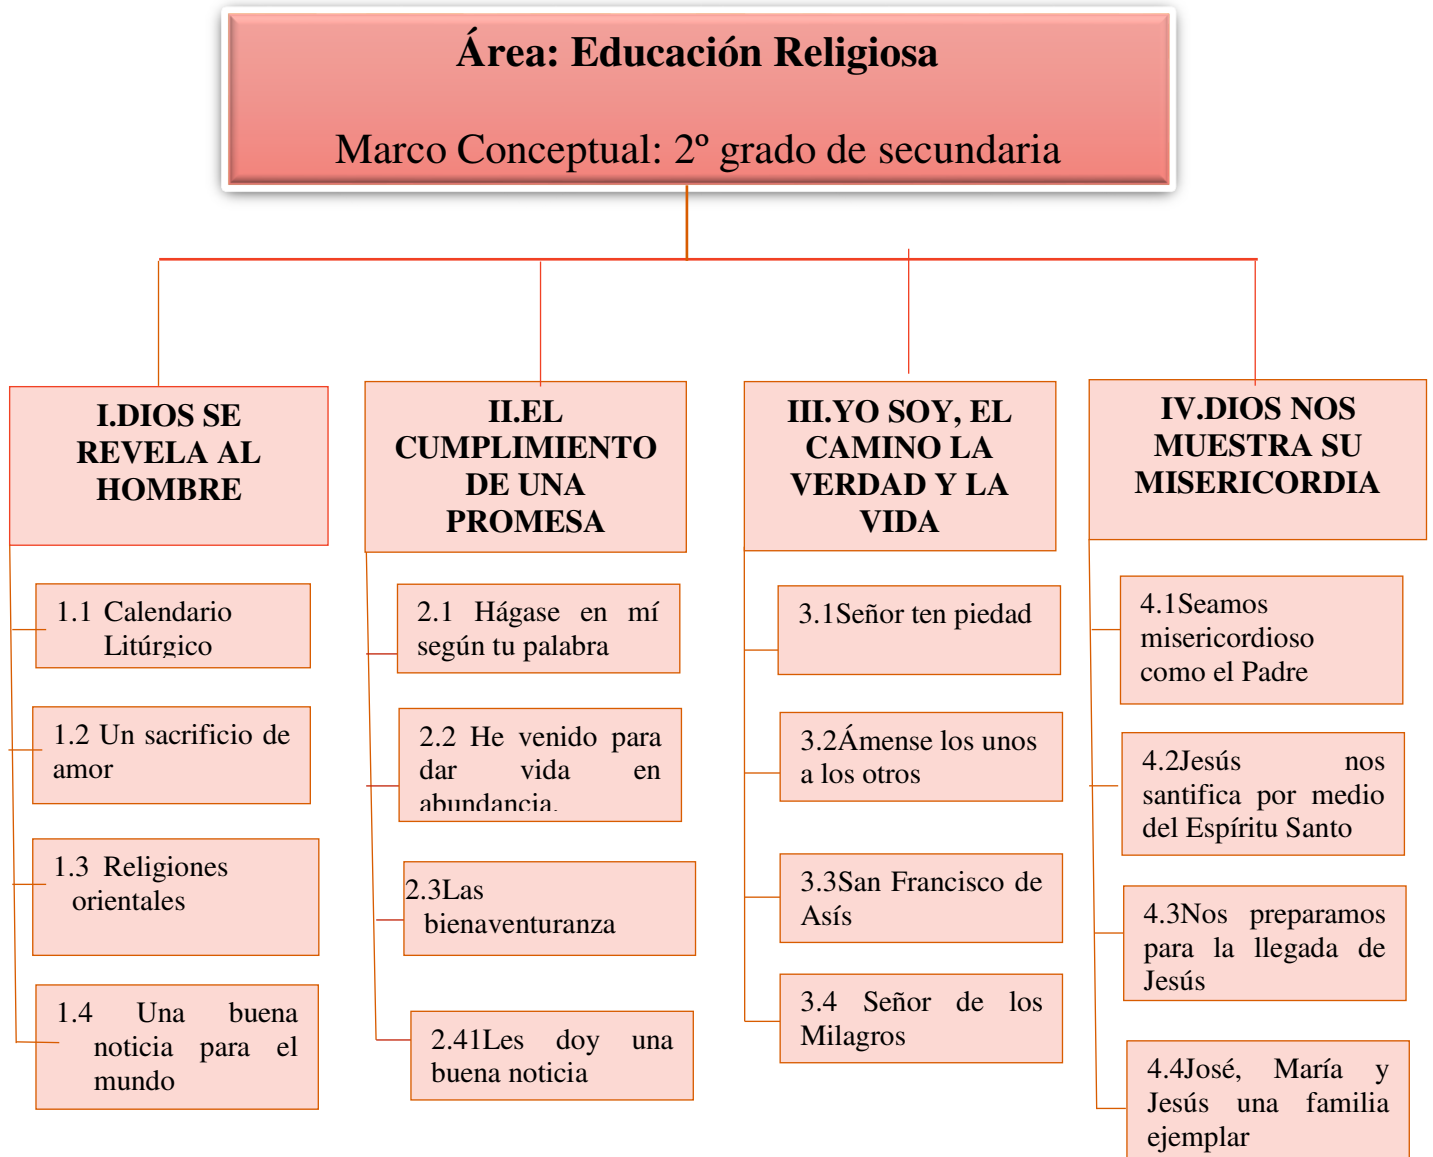 Área: Educación Religiosa
Marco Conceptual: 2º grado de secundaria
I.DIOS SE
REVELA AL
HOMBRE
1.1 Calendario
Litúrgico
1.2 Un sacrificio de
amor
1.3 Religiones
orientales
1.4 Una buena
noticia para el
mundo
II.EL
CUMPLIMIENTO
DE UNA
PROMESA
2.1 Hágase en mí
según tu palabra
2.2 He venido para
dar vida en
abundancia.
2.3Las
bienaventuranza
2.41Les doy una
buena noticia
III.YO SOY, EL
CAMINO LA
VERDAD Y LA
VIDA
3.1Señor ten piedad
3.2Ámense los unos
a los otros
3.3San Francisco de
Asís
3.4 Señor de los
Milagros
IV.DIOS NOS
MUESTRA SU
MISERICORDIA
4.1Seamos
misericordioso
como el Padre
4.2Jesús nos
santifica por medio
del Espíritu Santo
4.3Nos preparamos
para la llegada de
Jesús
4.4José, María y
Jesús una familia
ejemplar